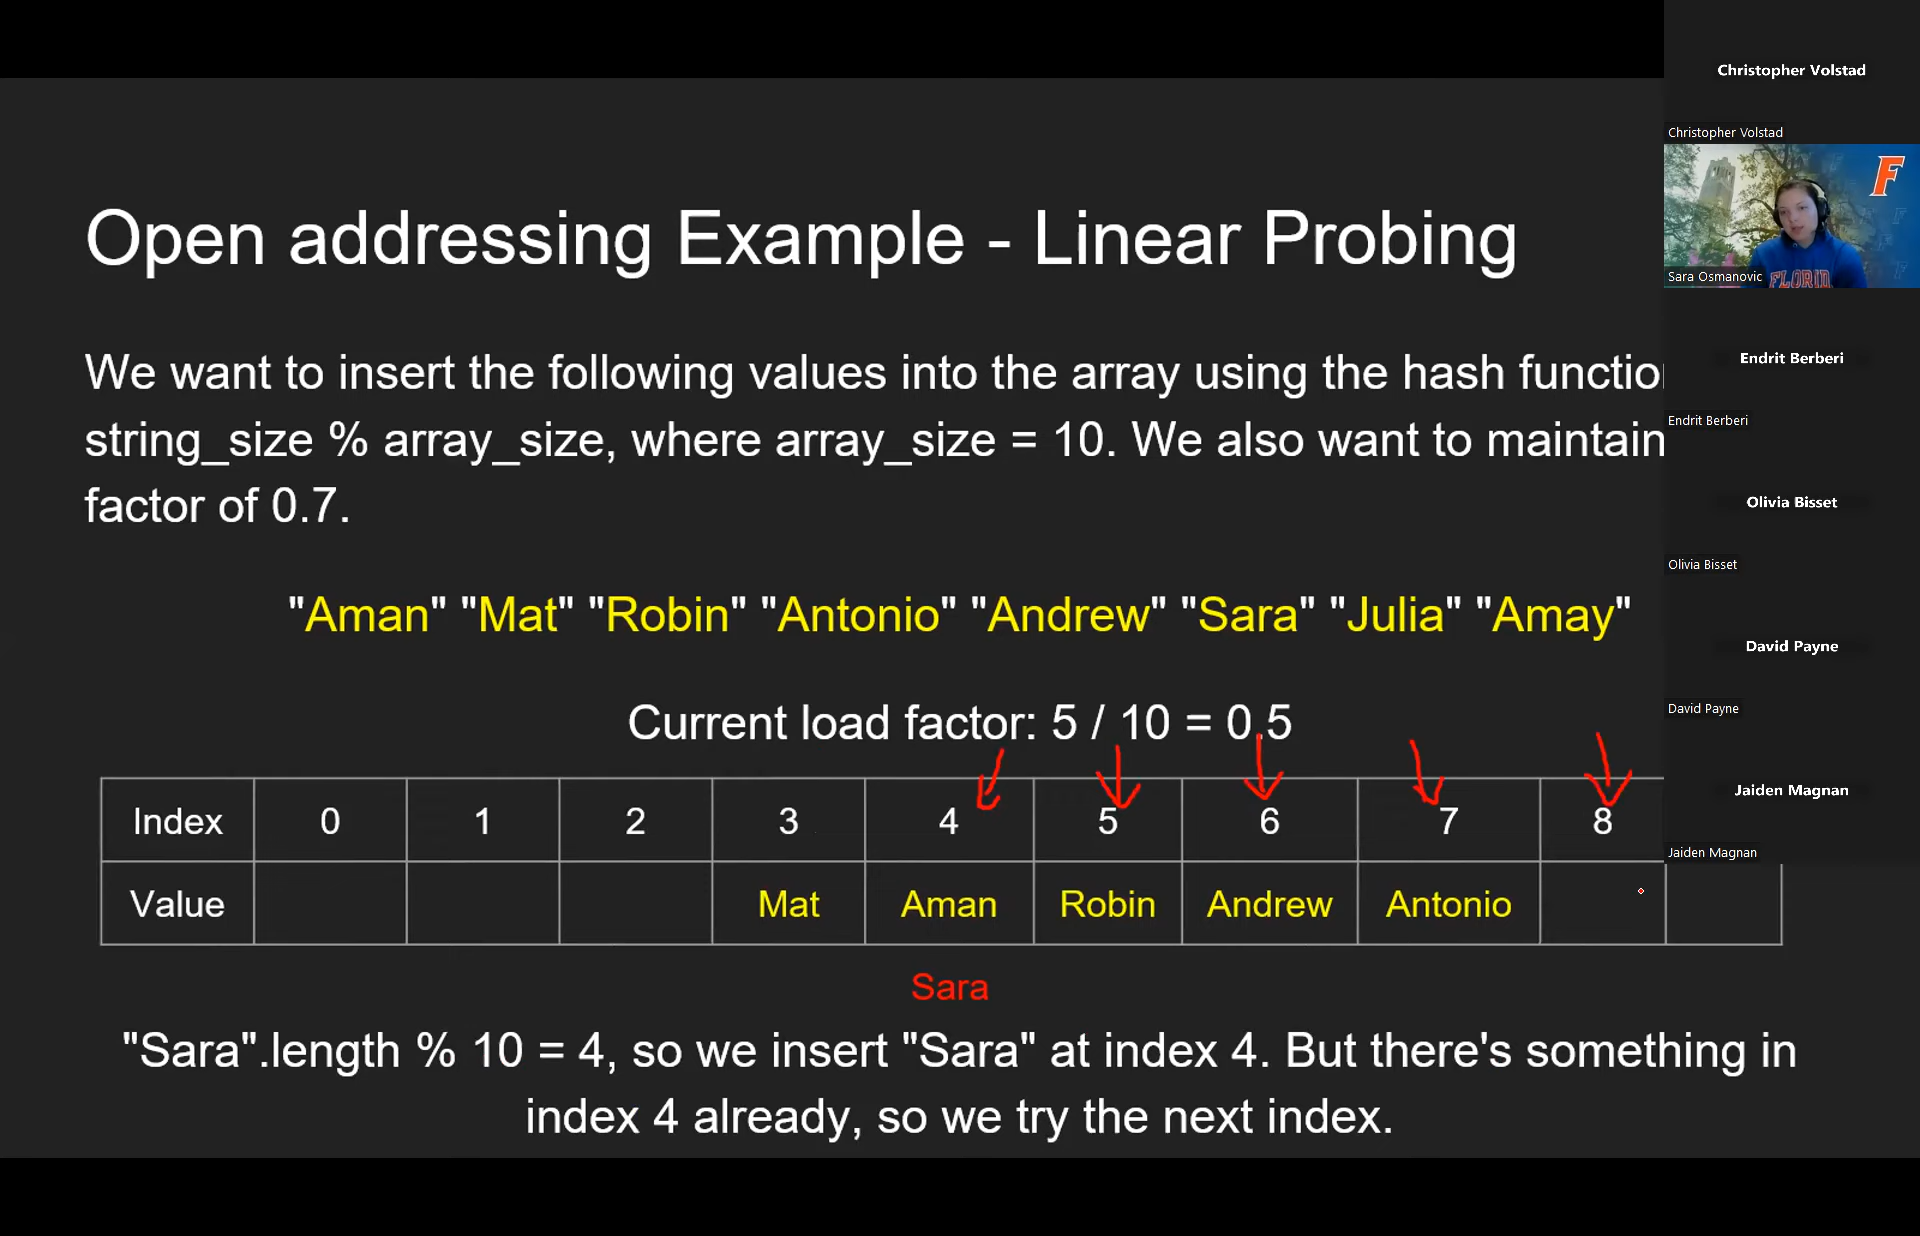 Open addressing Example - Linear Probing
We want to insert the following values into the array using the hash
string_size % array_size, where array_size = 10. We also want to maintain
factor of 0.7.
"Aman" "Mat" "Robin" "Antonio" "Andrew" "Sara" "Julia" "Amay"
Current load factor: 5 / 10 = 0.5
Index 0 1 2 3 4 5 6 7 8
Value Mat Aman Robin Andrew Antonio
Sara
"Sara".length % 10 = 4, so we insert "Sara" at index 4. But there's something in
index 4 already, so we try the next index.
Christopher Volstad
Christopher Volstad
F
FLORID
Sara Osmanovic
Endrit Berberi
Endrit Berberi
Olivia Bisset
Olivia Bisset
David Payne
David Payne
Jaiden Magnan
Jaiden Magnan